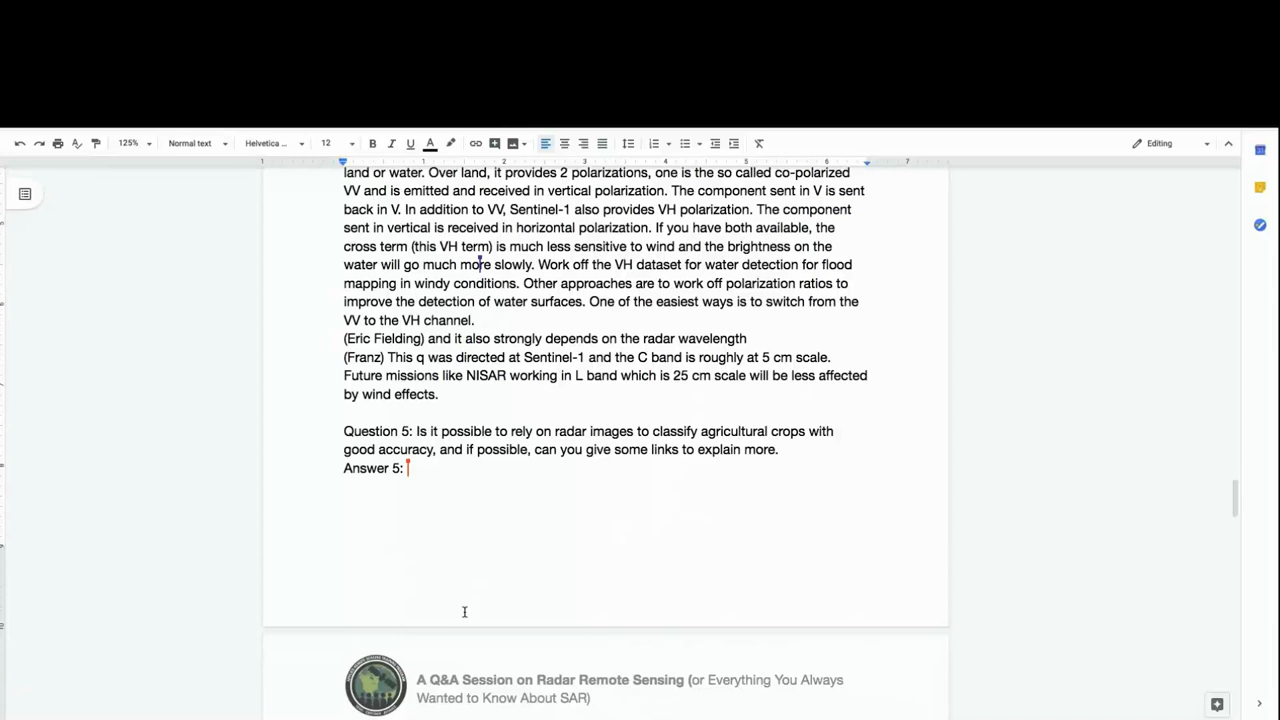 125% Normal text Helvetica ... 12 B I U A Editing
1 1 2 3 4 5 6 7
land or water. Over land, it provides 2 polarizations, one is the so called co-polarized
VV and is emitted and received in vertical polarization. The component sent in V is sent
back in V. In addition to VV, Sentinel-1 also provides VH polarization. The component
sent in vertical is received in horizontal polarization. If you have both available, the
cross term (this VH term) is much less sensitive to wind and the brightness on the
water will go much more slowly. Work off the VH dataset for water detection for flood
mapping in windy conditions. Other approaches are to work off polarization ratios to
improve the detection of water surfaces. One of the easiest ways is to switch from the
VV to the VH channel.
(Eric Fielding) and it also strongly depends on the radar wavelength
(Franz) This q was directed at Sentinel-1 and the C band is roughly at 5 cm scale.
Future missions like NISAR working in L band which is 25 cm scale will be less affected
by wind effects.
Question 5: Is it possible to rely on radar images to classify agricultural crops with
good accuracy, and if possible, can you give some links to explain more.
Answer 5:
A Q&A Session on Radar Remote Sensing (or Everything You Always
Wanted to Know About SAR)